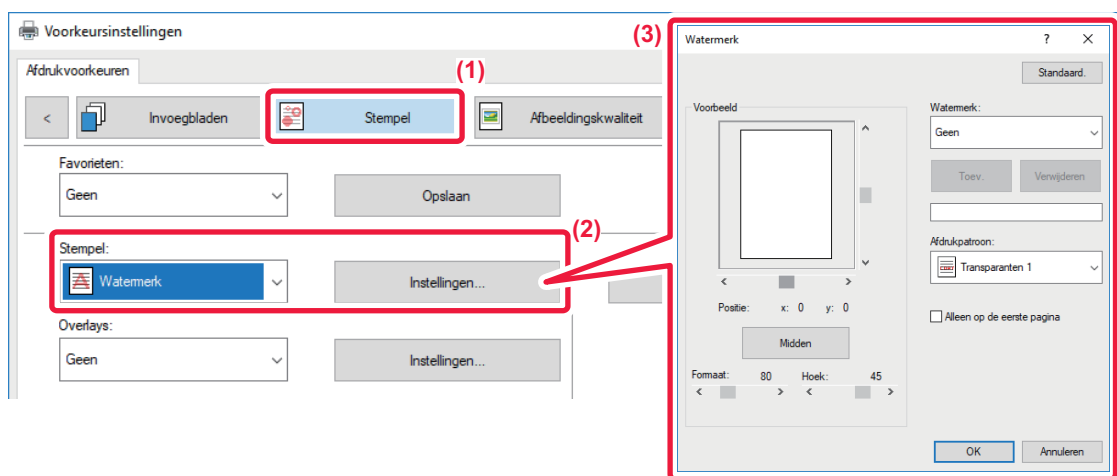 Voorkeursinstellingen
Afdrukvoorkeuren
(1)
<
Invoegbladen
Stempel
Afbeeldingskwaliteit
Favorieten:
Geen
Opslaan
(2)
Stempel:
Watermerk
Instellingen...
Overlays:
Geen
Instellingen...
(3)
Watermerk
?
Standaard.
Voorbeeld
Positie: x: 0 y: 0
Midden
Formaat: 80 Hoek: 45
Watermerk:
Geen
Toev.
Verwijderen
Afdrukpatroon:
Transparanten 1
Alleen op de eerste pagina
OK
Annuleren